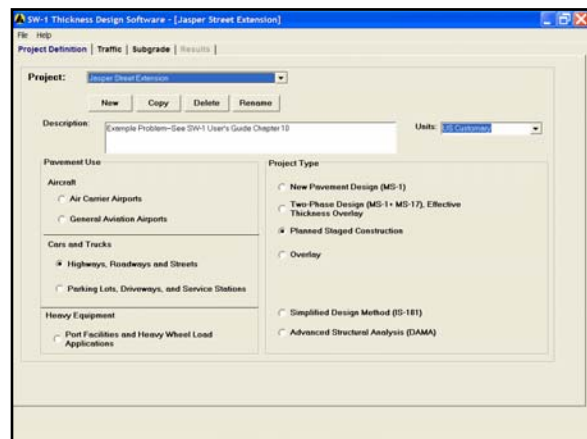 SW-1 Thickness Design Software - [Jasper Street Extension]
File Help
Project Definition | Traffic | Subgrade | Results |
Project: Jasper Street Extension
New Copy Delete Rename
Description: Example Problem--See SW-1 User's Guide Chapter 10
Units: US Customary
Pavement Use
Aircraft
Air Carrier Airports
General Aviation Airports
Cars and Trucks
Highways, Roadways and Streets
Parking Lots, Driveways, and Service Stations
Heavy Equipment
Port Facilities and Heavy Wheel Load
Applications
Project Type
New Pavement Design (MS-1)
Two-Phase Design (MS-1+ MS-17), Effective
Thickness Overlay
Planned Staged Construction
Overlay
Simplified Design Method (IS-181)
Advanced Structural Analysis (DAMA)